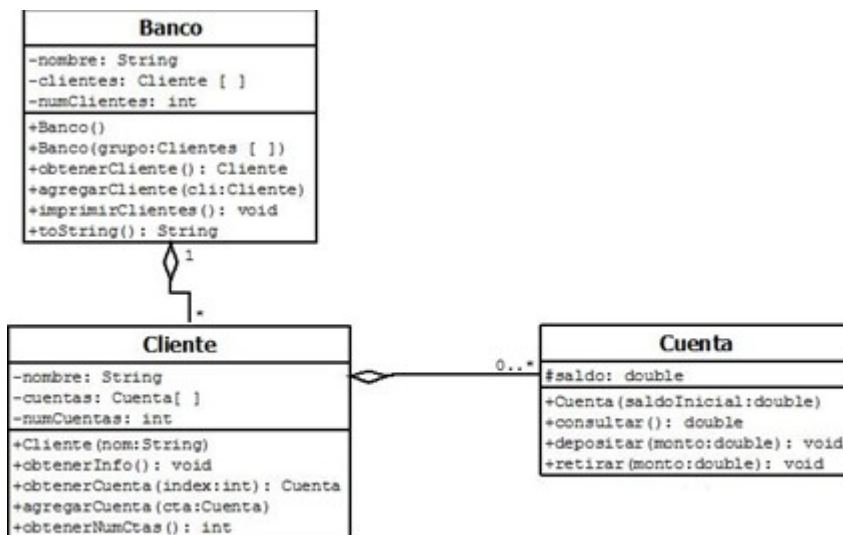 Banco
-nombre: String
-clientes: Cliente [ ]
-numClientes: int
+Banco()
+Banco(grupo:Clientes [ ])
+obtenerCliente(): Cliente
+agregarCliente(cli:Cliente)
+imprimirClientes(): void
+toString(): String
1
*
Cliente
-nombre: String
-cuentas: Cuenta[ ]
-numCuentas: int
+Cliente(nom:String)
+obtenerInfo(): void
+obtenerCuenta(index:int): Cuenta
+agregarCuenta(cta:Cuenta)
+obtenerNumCtas(): int
0..*
Cuenta
#saldo: double
+Cuenta(saldoInicial:double)
+consultar(): double
+depositar(monto:double): void
+retirar(monto:double): void